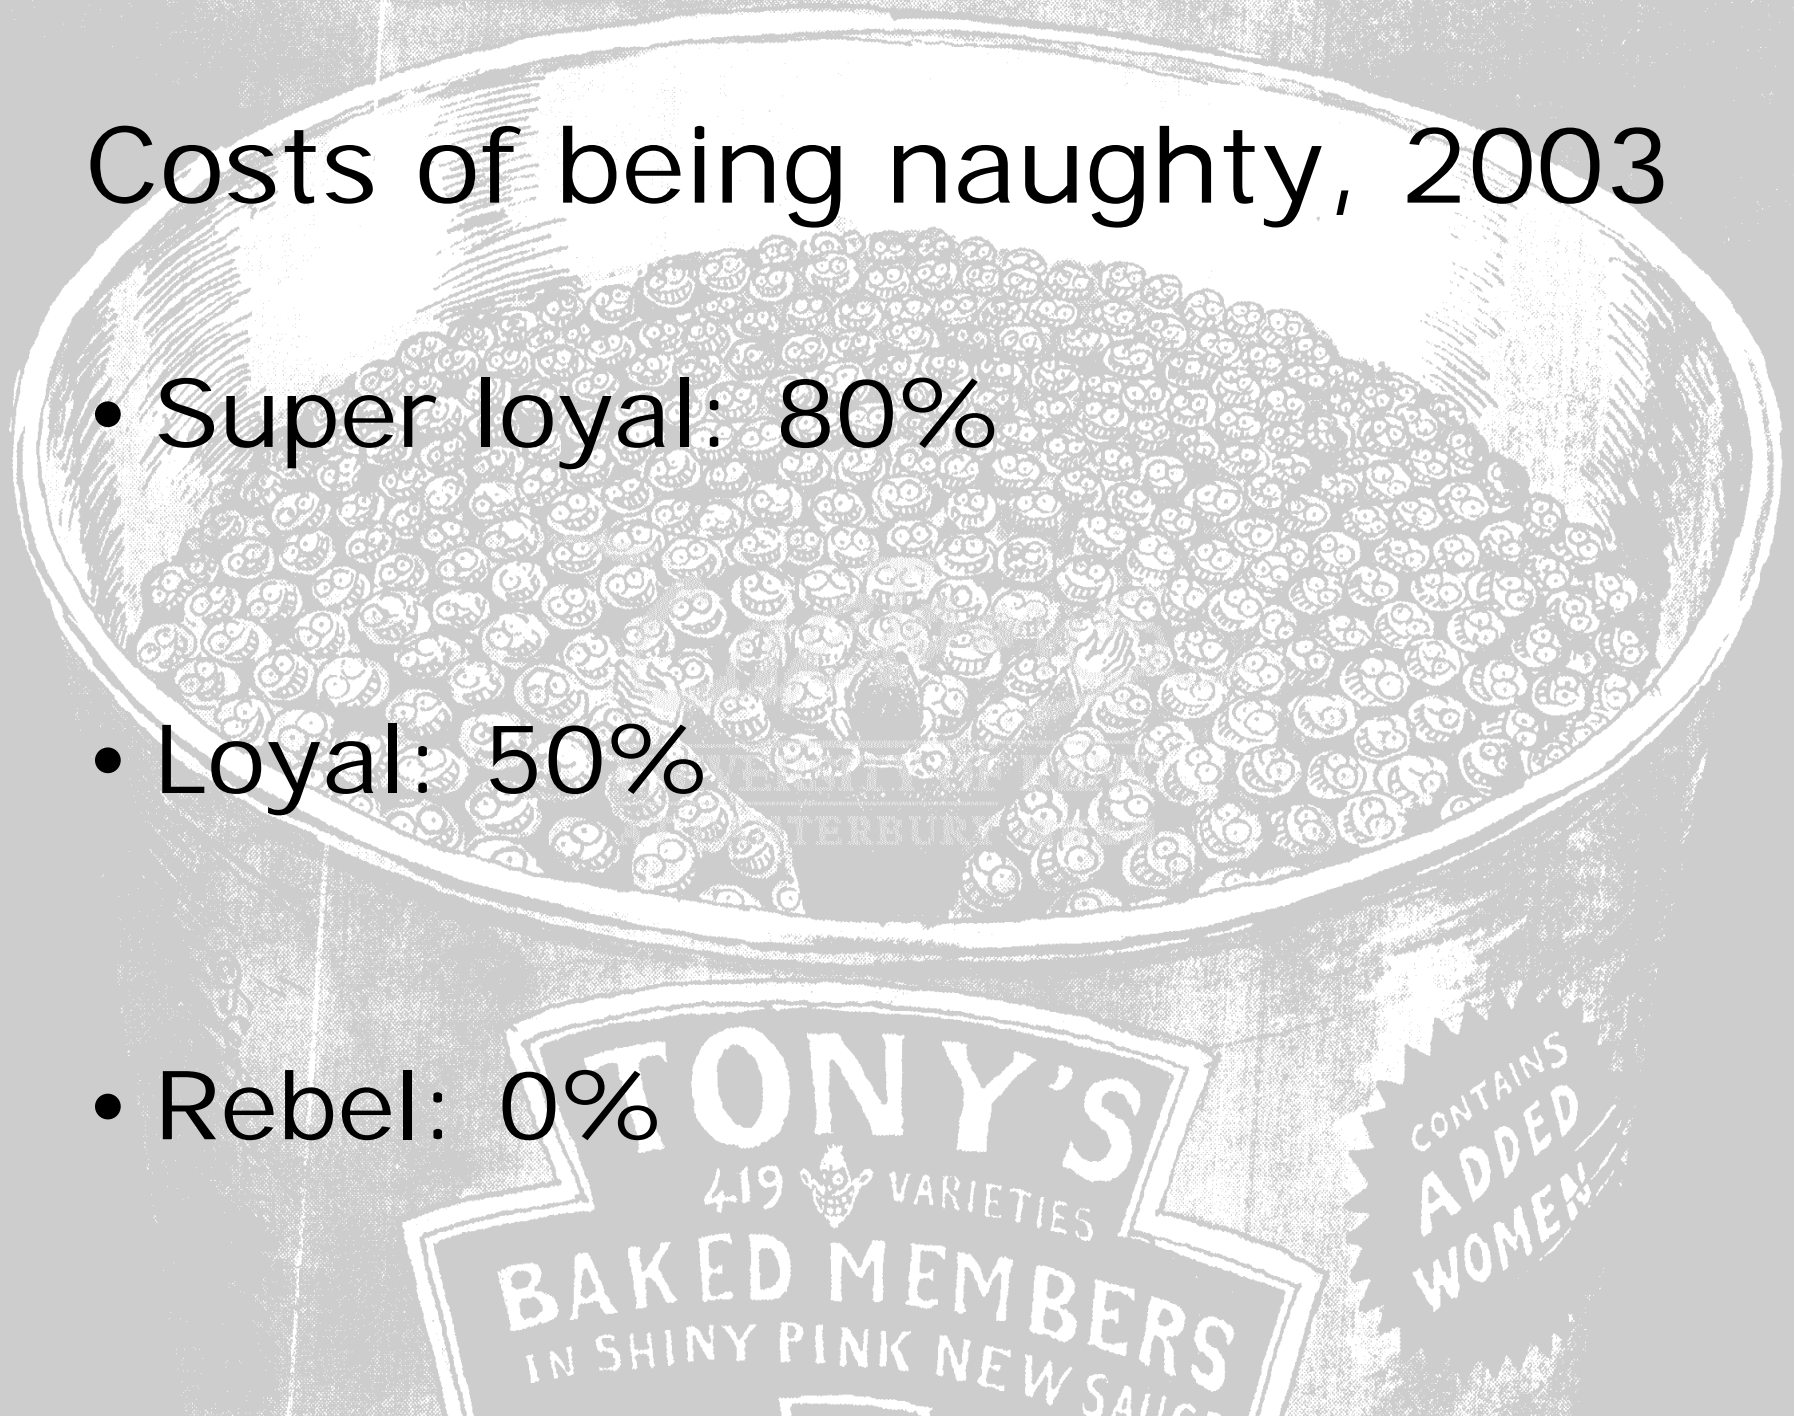 Costs of being naughty, 2003
• Super loyal: 80%
• Loyal: 50%
• Rebel: 0%
TONY'S
419 VARIETIES
BAKED MEMBERS
IN SHINY PINK NEW SAUCE
CONTAINS
ADDED
WOMEN